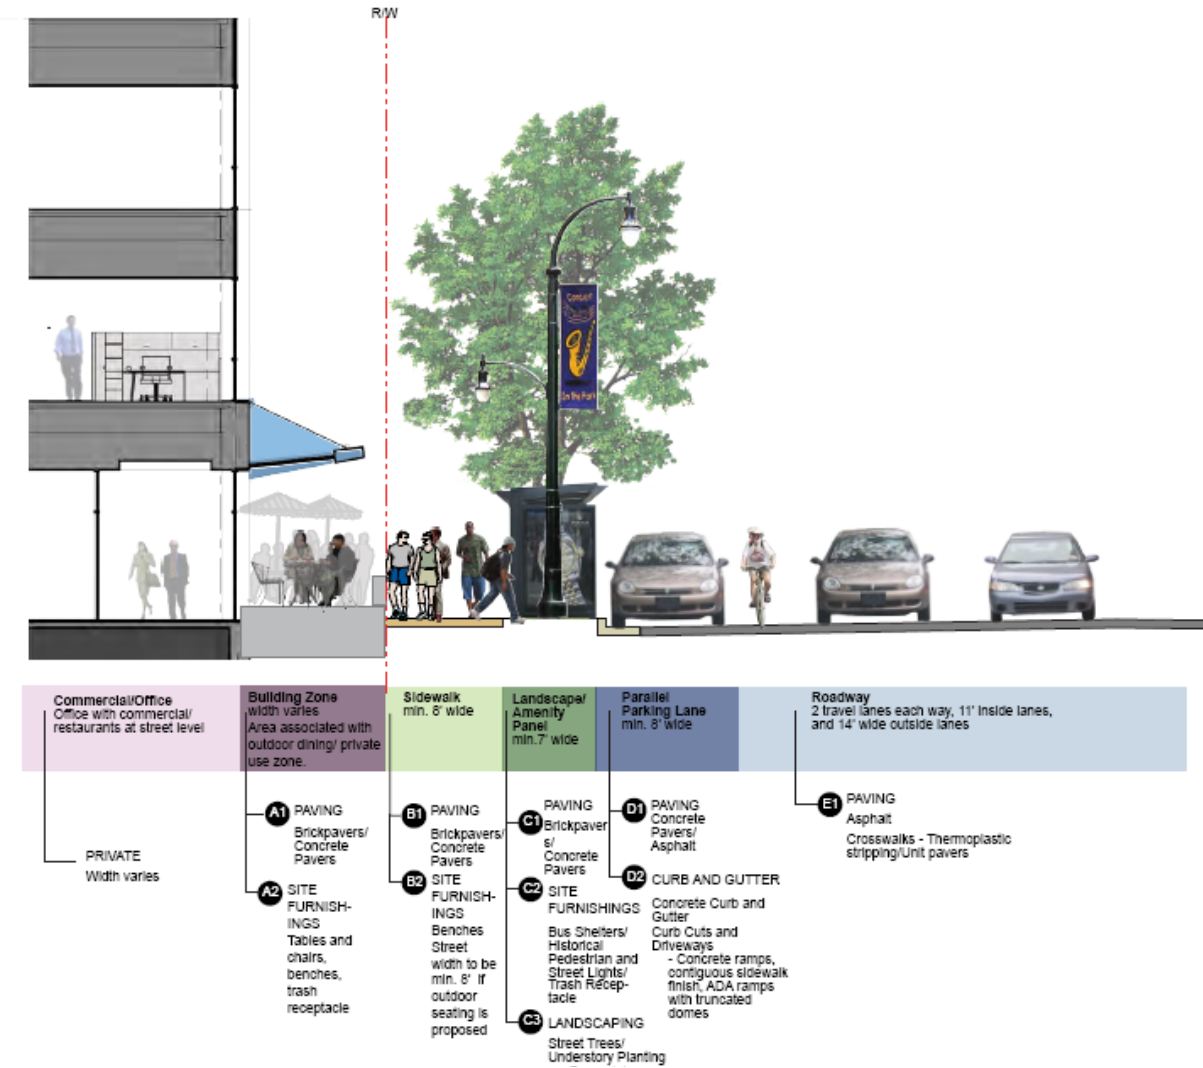 R/W
Concert
In the Park
Commercial/Office
Office with commercial/
restaurants at street level
Building Zone
width varies
Area associated with
outdoor dining/ private
use zone.
Sidewalk
min. 8' wide
Landscape/
Amenity
Panel
min.7' wide
Parallel
Parking Lane
min. 8' wide
Roadway
2 travel lanes each way, 11' inside lanes,
and 14' wide outside lanes
PRIVATE
Width varies
A1 PAVING
Brickpavers/
Concrete
Pavers
A2 SITE
FURNISH-
INGS
Tables and
chairs,
benches,
trash
receptacle
B1 PAVING
Brickpavers/
Concrete
Pavers
B2 SITE
FURNISH-
INGS
Benches
Street
width to be
min. 8' if
outdoor
seating is
proposed
C1 PAVING
Brickpaver
s/
Concrete
Pavers
C2 SITE
FURNISHINGS
Bus Shelters/
Historical
Pedestrian and
Street Lights/
Trash Recep-
tacle
C3 LANDSCAPING
Street Trees/
Understory Planting
D1 PAVING
Concrete
Pavers/
Asphalt
D2 CURB AND GUTTER
Concrete Curb and
Gutter
Curb Cuts and
Driveways
- Concrete ramps,
contiguous sidewalk
finish, ADA ramps
with truncated
domes
E1 PAVING
Asphalt
Crosswalks - Thermoplastic
stripping/Unit pavers